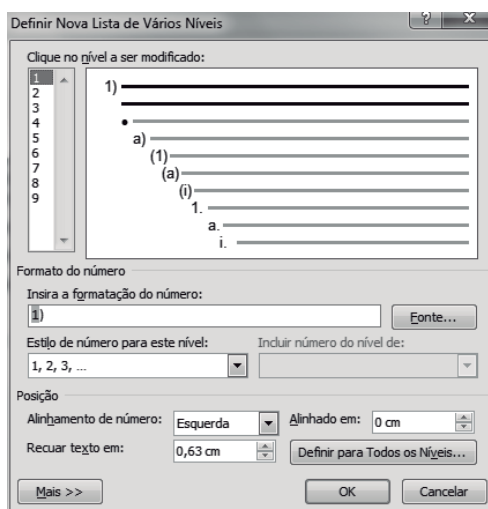 Definir Nova Lista de Vários Níveis ? X
Clique no nível a ser modificado:
1
2
3
4
5
6
7
8
9
1)
•
a)
(1)
(a)
(i)
1.
a.
i.
Formato do número
Insira a formatação do número:
1) Fonte...
Estilo de número para este nível: Incluir número do nível de:
1, 2, 3, ...
Posição
Alinhamento de número: Esquerda Alinhado em: 0 cm
Recuar texto em: 0,63 cm Definir para Todos os Níveis...
Mais >> OK Cancelar